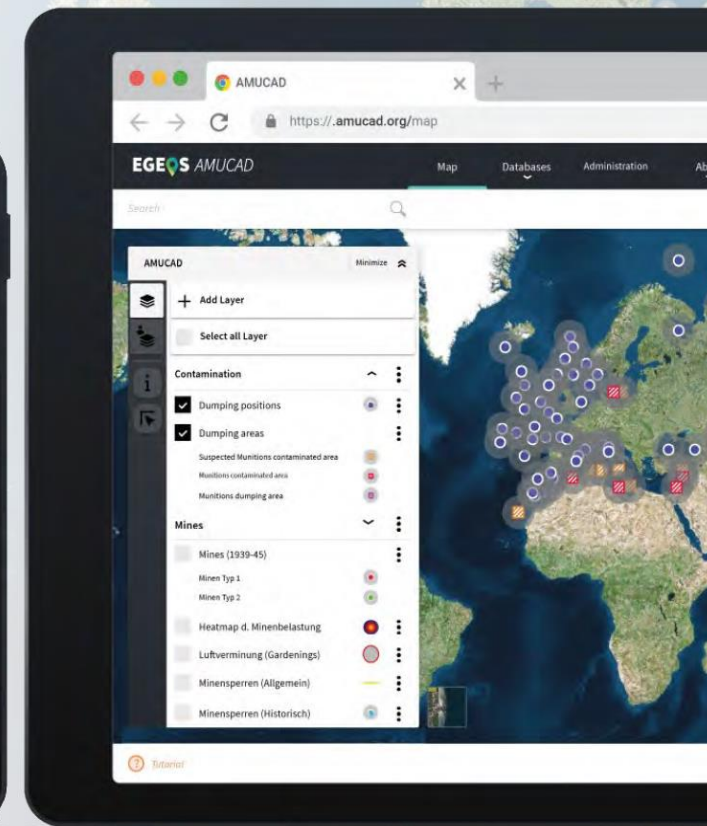 AMUCAD
https://.amucad.org/map
EGEOS AMUCAD
Map
Databases
Administration
Ab
Search
AMUCAD
Minimize
Add Layer
Select all Layer
Contamination
Dumping positions
Dumping areas
Suspected Munitions contaminated area
Munitions contaminated area
Munitions dumping area
Mines
Mines (1939-45)
Minen Typ 1
Minen Typ 2
Heatmap d. Minenbelastung
Luftverminung (Gardenings)
Minensperren (Allgemein)
Minensperren (Historisch)
Tutorial